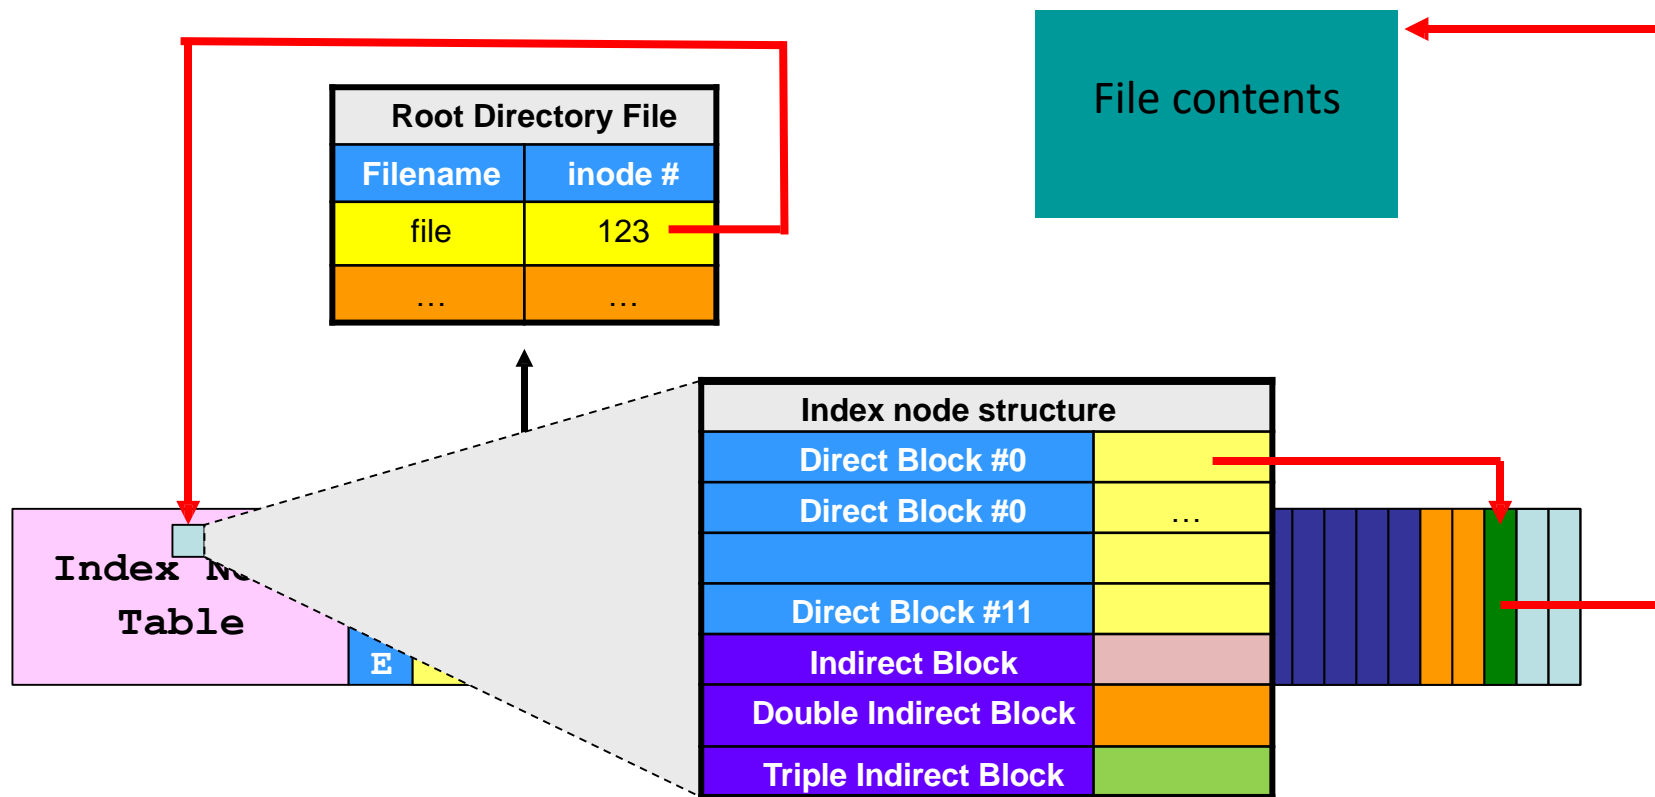 File contents
Root Directory File
Filename inode #
file 123
... ...
Index node structure
Direct Block #0
Direct Block #0 ...
Direct Block #11
Indirect Block
Double Indirect Block
Triple Indirect Block
Index
Table
E